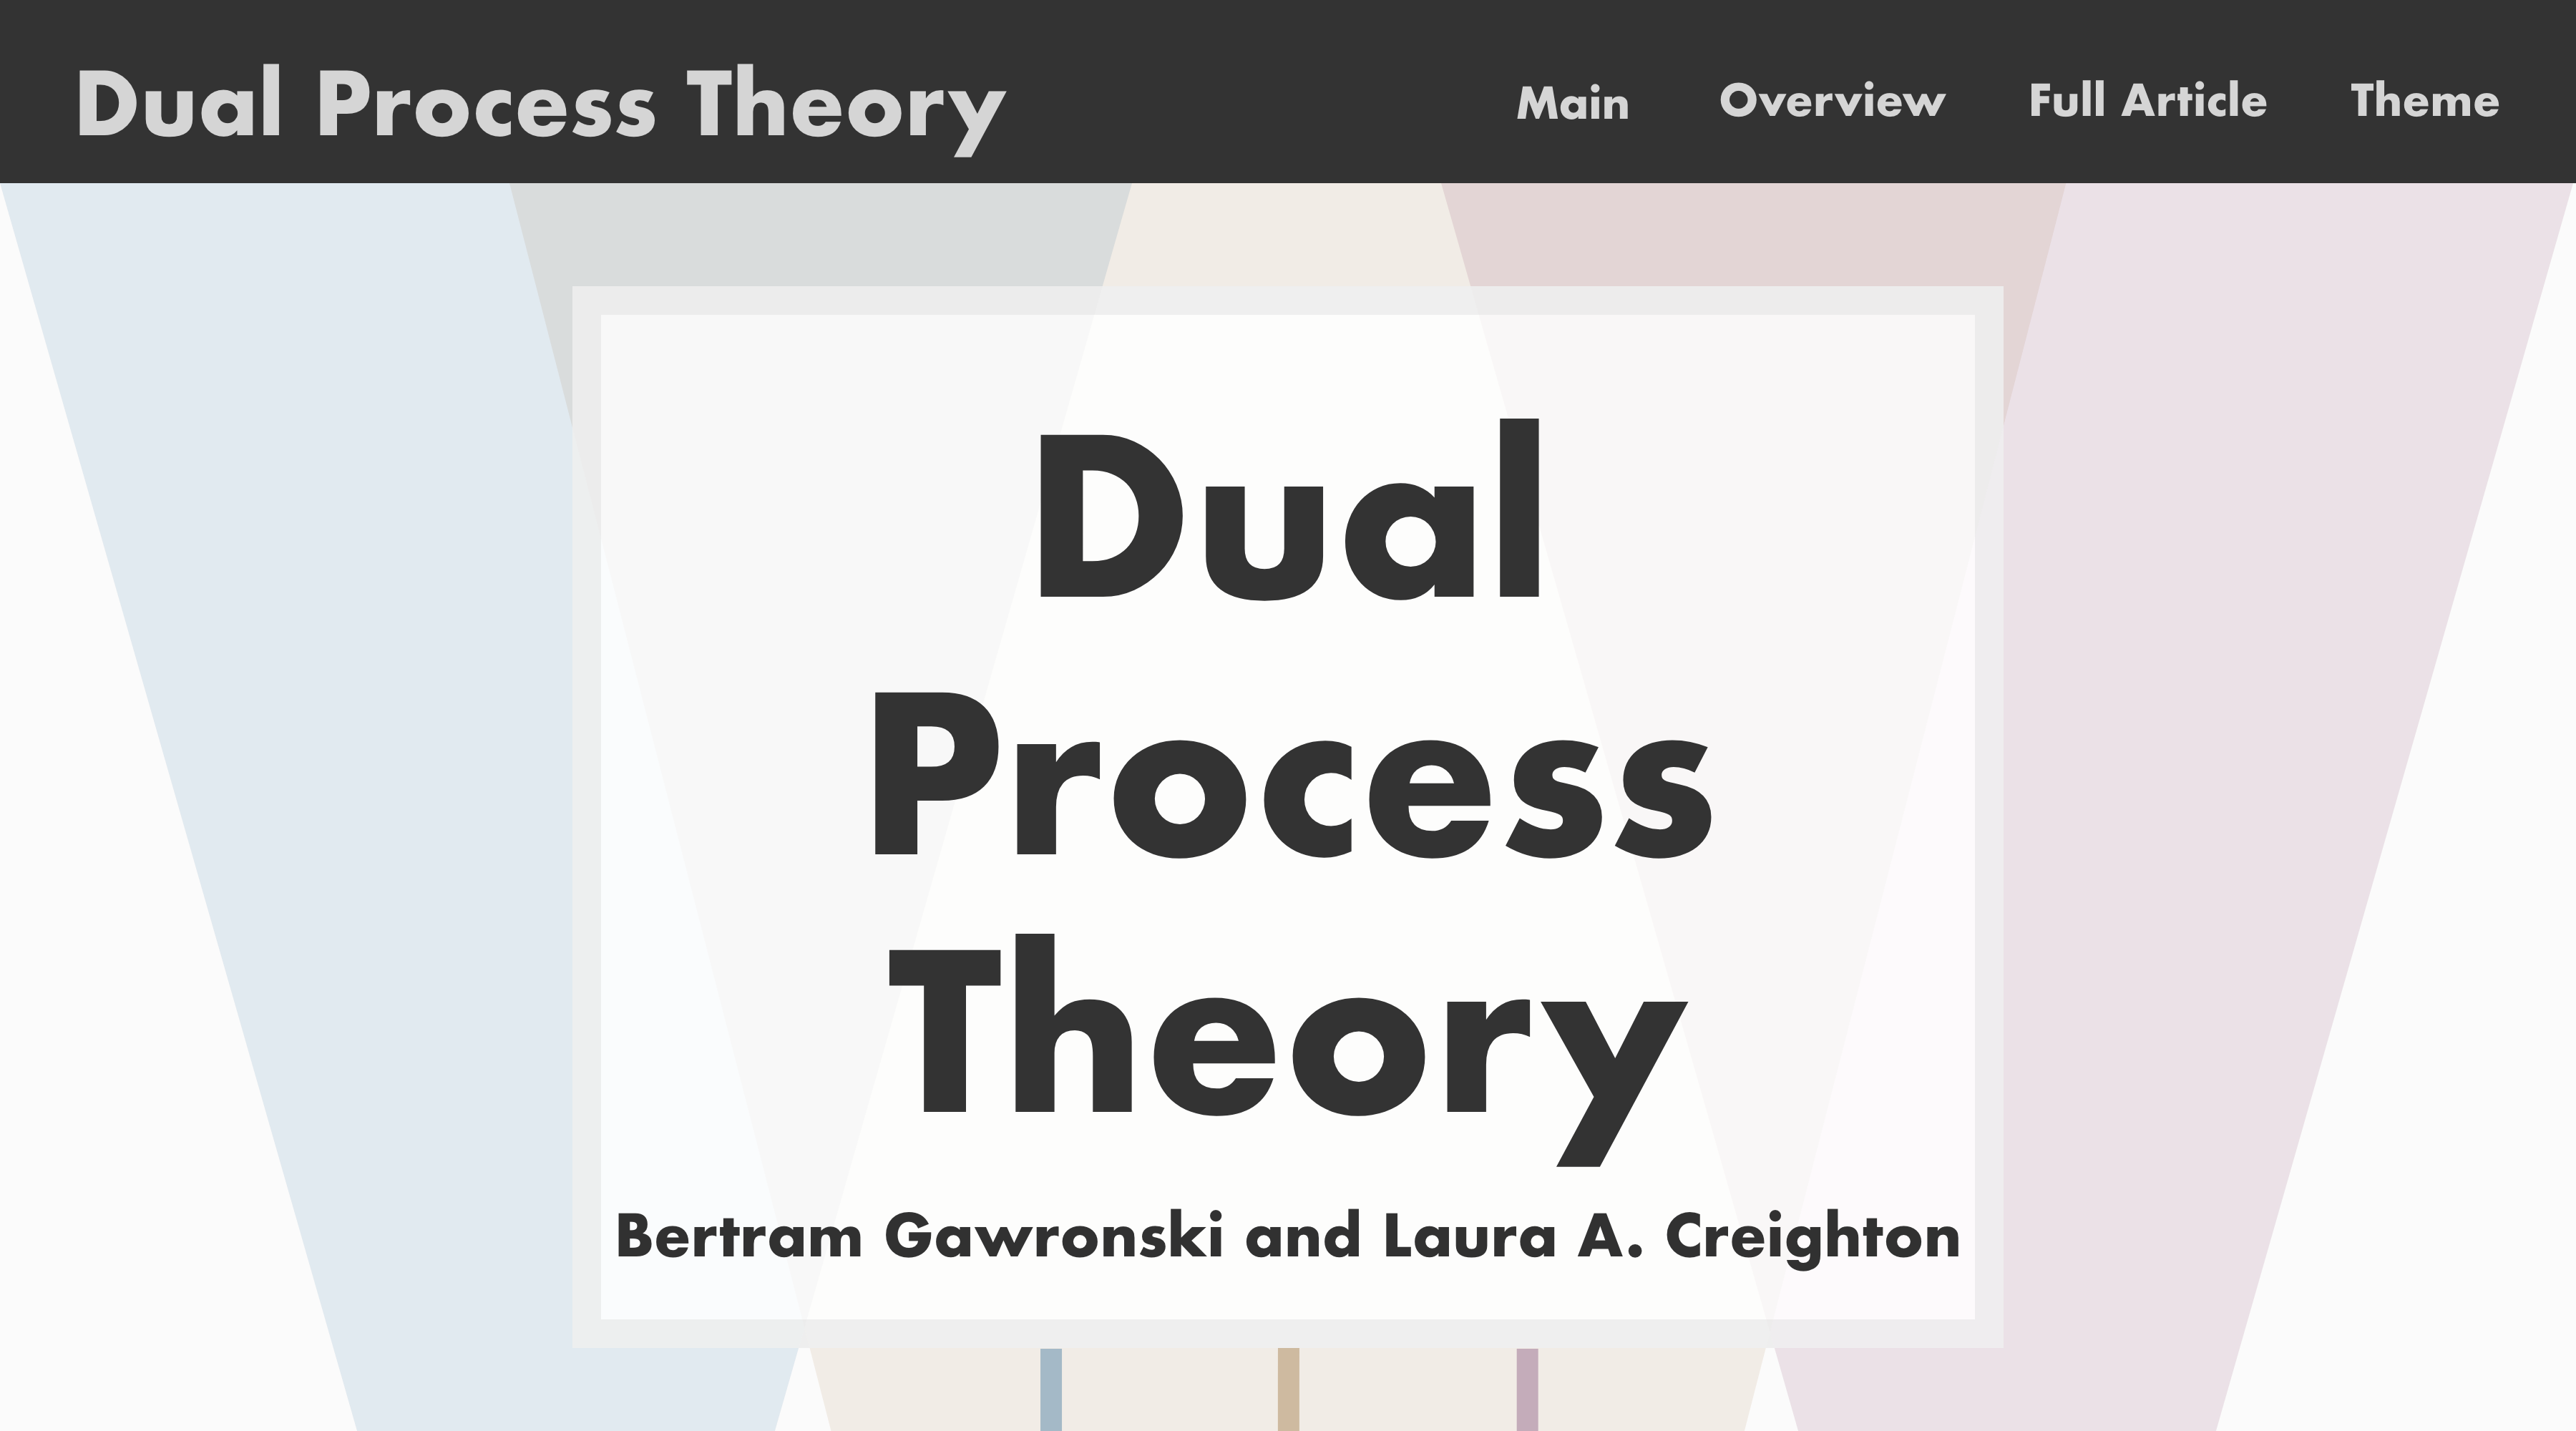 Dual Process Theory
Main Overview Full Article Theme
Dual
Process
Theory
Bertram Gawronski and Laura A. Creighton